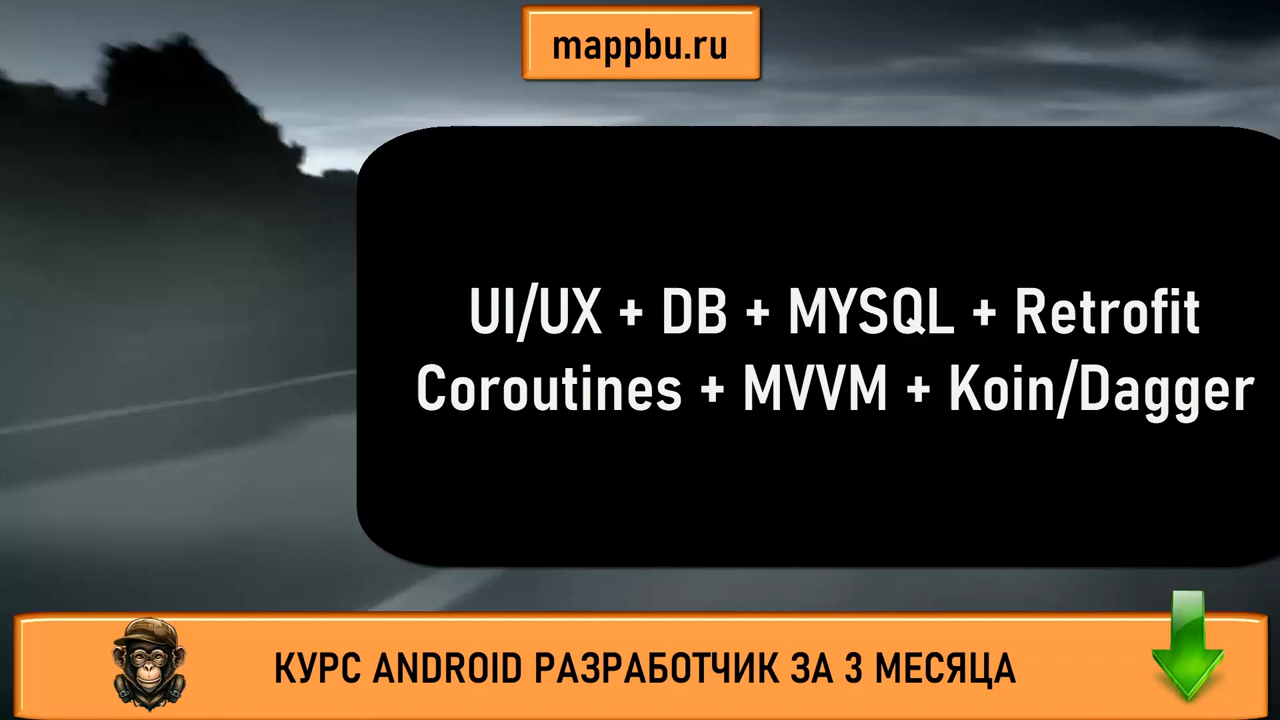 mappbu.ru
UI/UX + DB + MYSQL + Retrofit
Coroutines + MVVM + Koin/Dagger
КУРС ANDROID РАЗРАБОТЧИК ЗА 3 МЕСЯЦА